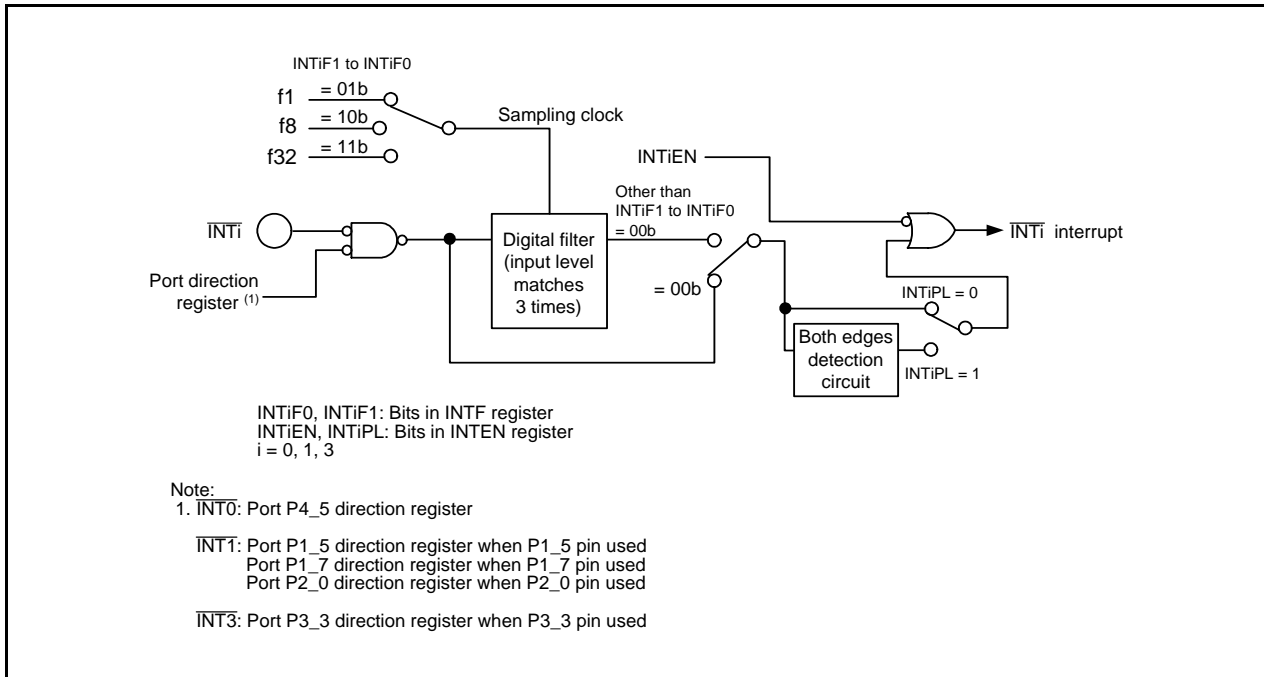 INTiF1 to INTiF0
f1
= 01b
f8
= 10b
f32
= 11b
Sampling clock
INTiEN
Other than
INTiF1 to INTiF0
= 00b
INTi
Port direction
register (1)
Digital filter
(input level
matches
3 times)
= 00b
INTi interrupt
INTiPL = 0
Both edges
detection
circuit
INTiPL = 1
INTiF0, INTiF1: Bits in INTF register
INTiEN, INTiPL: Bits in INTEN register
i = 0, 1, 3
Note:
1. INT0: Port P4_5 direction register
INT1: Port P1_5 direction register when P1_5 pin used
Port P1_7 direction register when P1_7 pin used
Port P2_0 direction register when P2_0 pin used
INT3: Port P3_3 direction register when P3_3 pin used